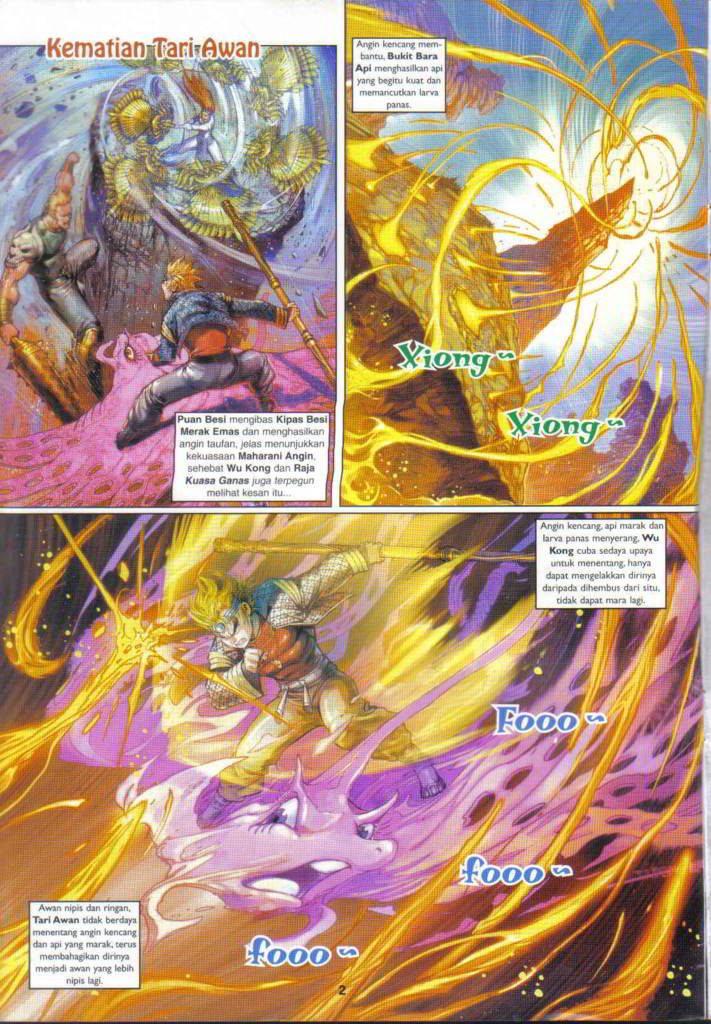 Kematian Tari Awan
Puan Besi mengibas Kipas Besi
Merak Emas dan menghasilkan
angin taufan, jelas menunjukkan
kekuasaan Maharani Angin,
sehebat Wu Kong dan Raja
Kuasa Ganas juga terpegun
melihat kesan itu...
Angin kencang mem-
bantu, Bukit Bara
Api menghasilkan api
yang begitu kuat dan
memancutkan larva
panas.
Xiong~
Xiong~
Angin kencang, api marak dan
larva panas menyerang, Wu
Kong cuba sedaya upaya
untuk menentang, hanya
dapat mengelakkan dirinya
daripada dihembus dari situ,
tidak dapat mara lagi.
Fooo~
fooo~
fooo~
Awan nipis dan ringan,
Tari Awan tidak berdaya
menentang angin kencang
dan api yang marak, terus
membahagikan dirinya
menjadi awan yang lebih
nipis lagi.
2